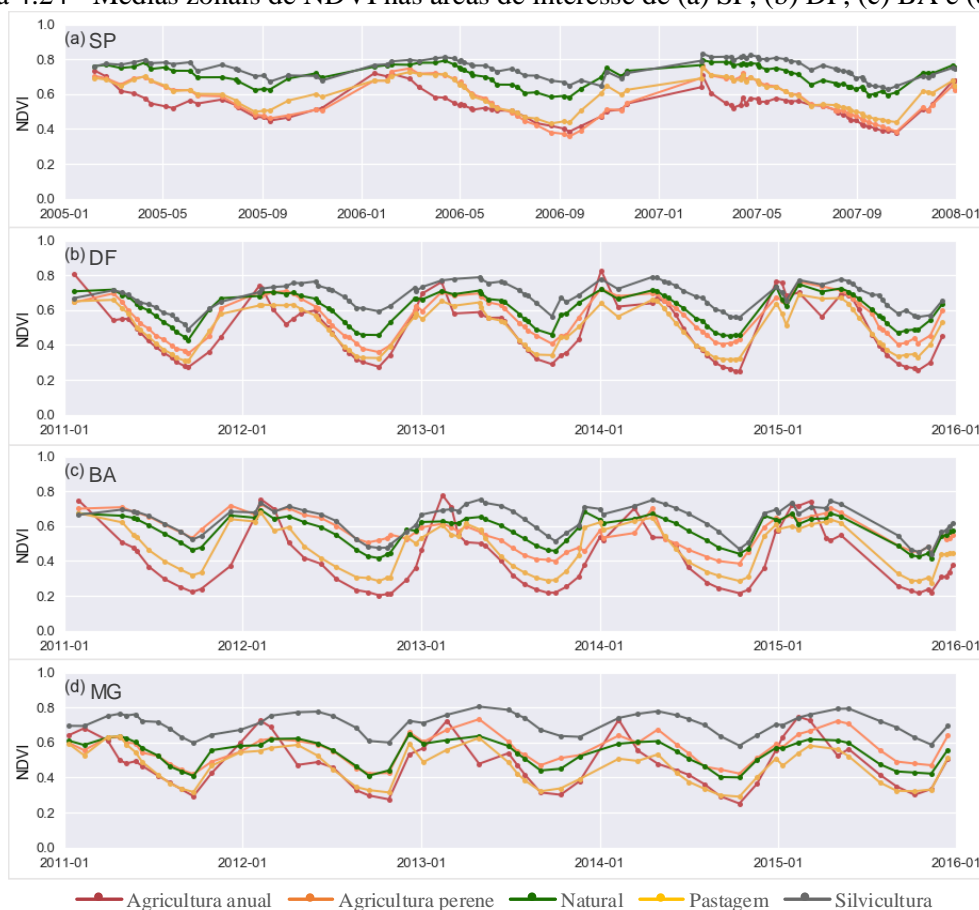 4.24 - Médias zonais de NDVI nas áreas de interesse de (a) SP, (b) DF, (c) BA e
(a) SP
NDVI
1.0
0.8
0.6
0.4
0.2
0.0
2005-01 2005-05 2005-09 2006-01 2006-05 2006-09 2007-01 2007-05 2007-09 2008-01
(b) DF
NDVI
1.0
0.8
0.6
0.4
0.2
0.0
2011-01 2012-01 2013-01 2014-01 2015-01 2016-01
(c) BA
NDVI
1.0
0.8
0.6
0.4
0.2
0.0
2011-01 2012-01 2013-01 2014-01 2015-01 2016-01
(d) MG
NDVI
1.0
0.8
0.6
0.4
0.2
0.0
2011-01 2012-01 2013-01 2014-01 2015-01 2016-01
Agricultura anual Agricultura perene Natural Pastagem Silvicultura